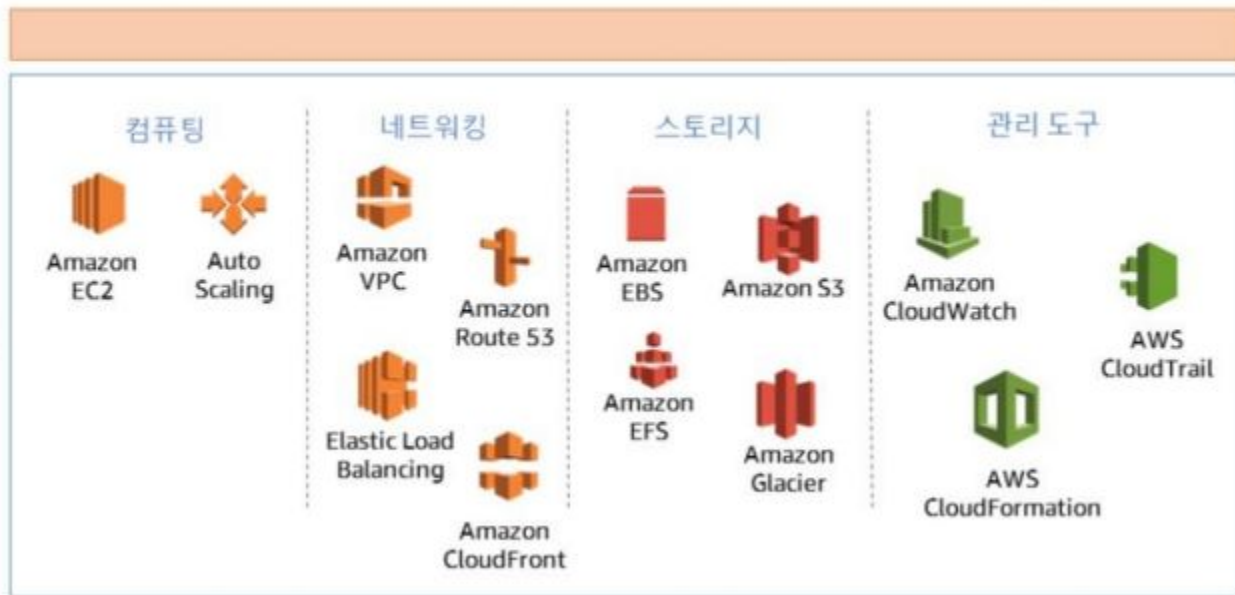 컴퓨팅
네트워킹
스토리지
관리 도구
Amazon
EC2
Auto
Scaling
Amazon
VPC
Amazon
Route 53
Elastic Load
Balancing
Amazon
CloudFront
Amazon
EBS
Amazon S3
Amazon
EFS
Amazon
Glacier
Amazon
CloudWatch
AWS
CloudTrail
AWS
CloudFormation